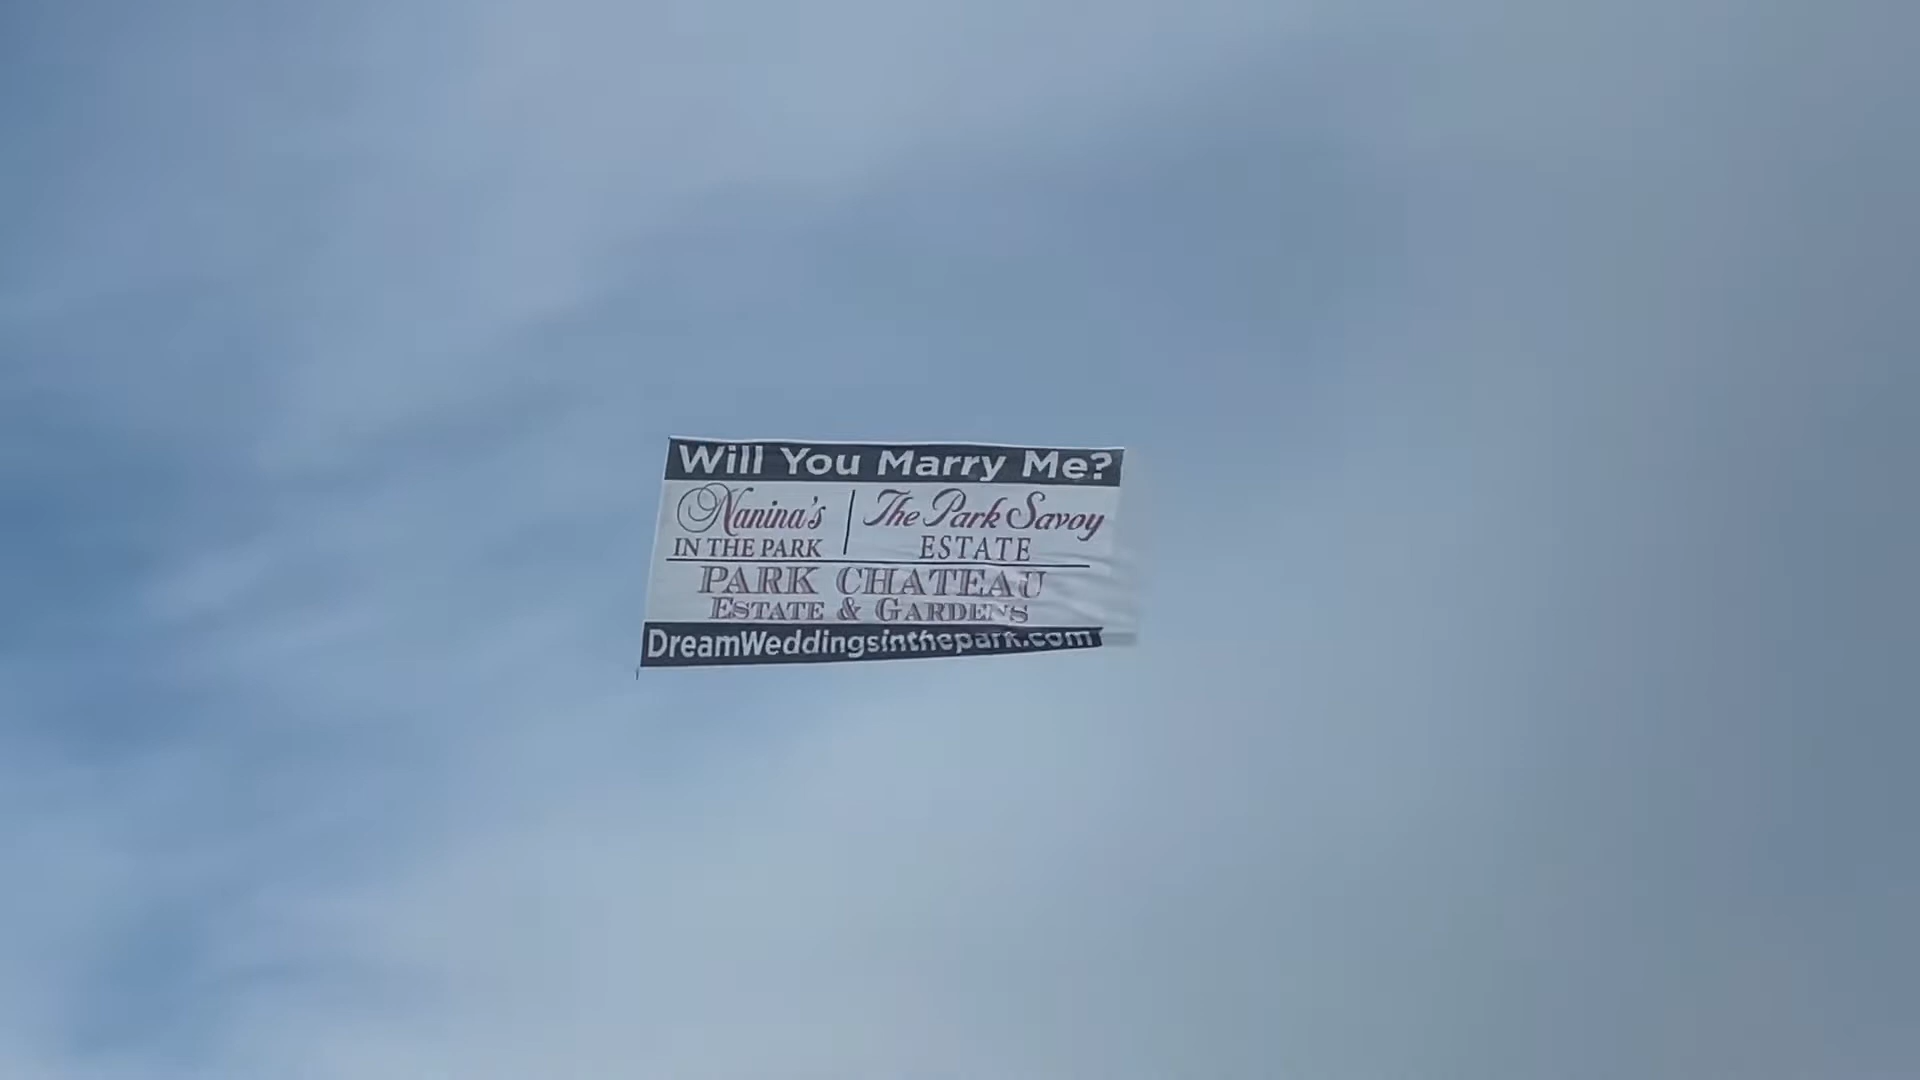 Will You Marry Me?
Nanina's
IN THE PARK
The Park Savoy
ESTATE
PARK CHATEAU
ESTATE & GARDENS
DreamWeddingsinthepark.com